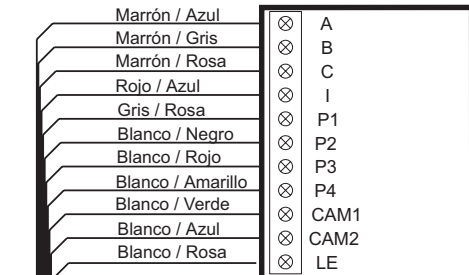 Marrón / Azul A
Marrón / Gris B
Marrón / Rosa C
Rojo / Azul I
Gris / Rosa P1
Blanco / Negro P2
Blanco / Rojo P3
Blanco / Amarillo P4
Blanco / Verde CAM1
Blanco / Azul CAM2
Blanco / Rosa LE